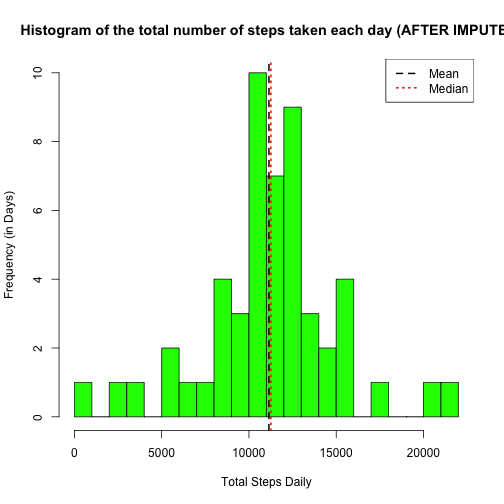 Histogram of the total number of steps taken each day (AFTER IMPUTE
Mean
Median
Frequency (in Days)
10
8
6
4
2
0
0 5000 10000 15000 20000
Total Steps Daily